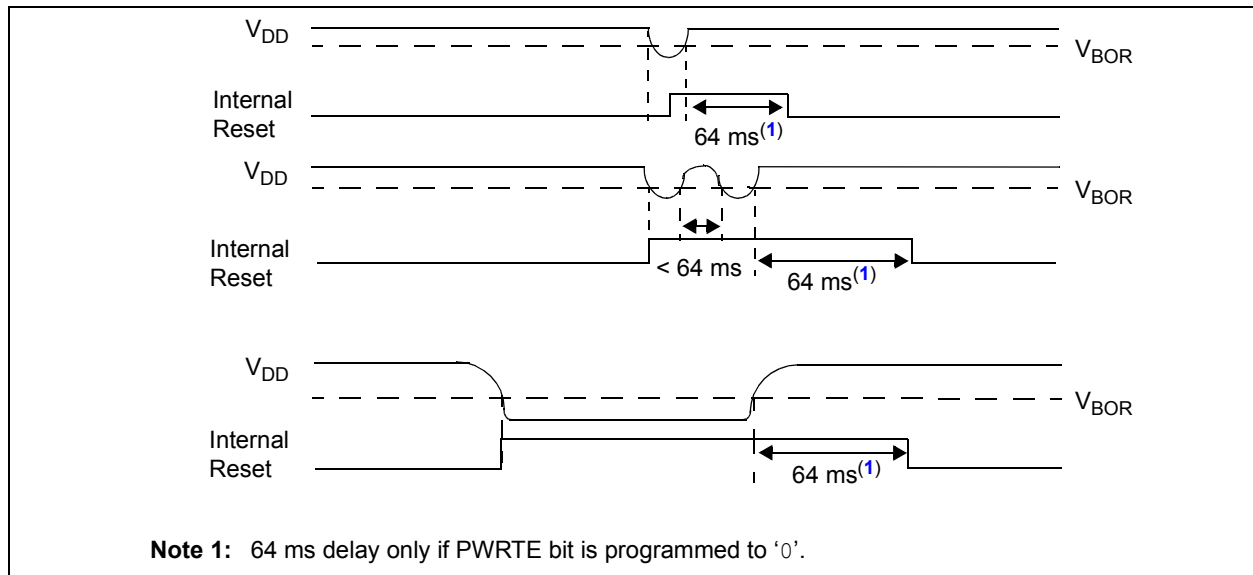 VDD
VBOR
Internal
Reset
64 ms(1)
VDD
VBOR
Internal
Reset
< 64 ms
64 ms(1)
VDD
VBOR
Internal
Reset
64 ms(1)
Note 1: 64 ms delay only if PWRTE bit is programmed to ‘0’.